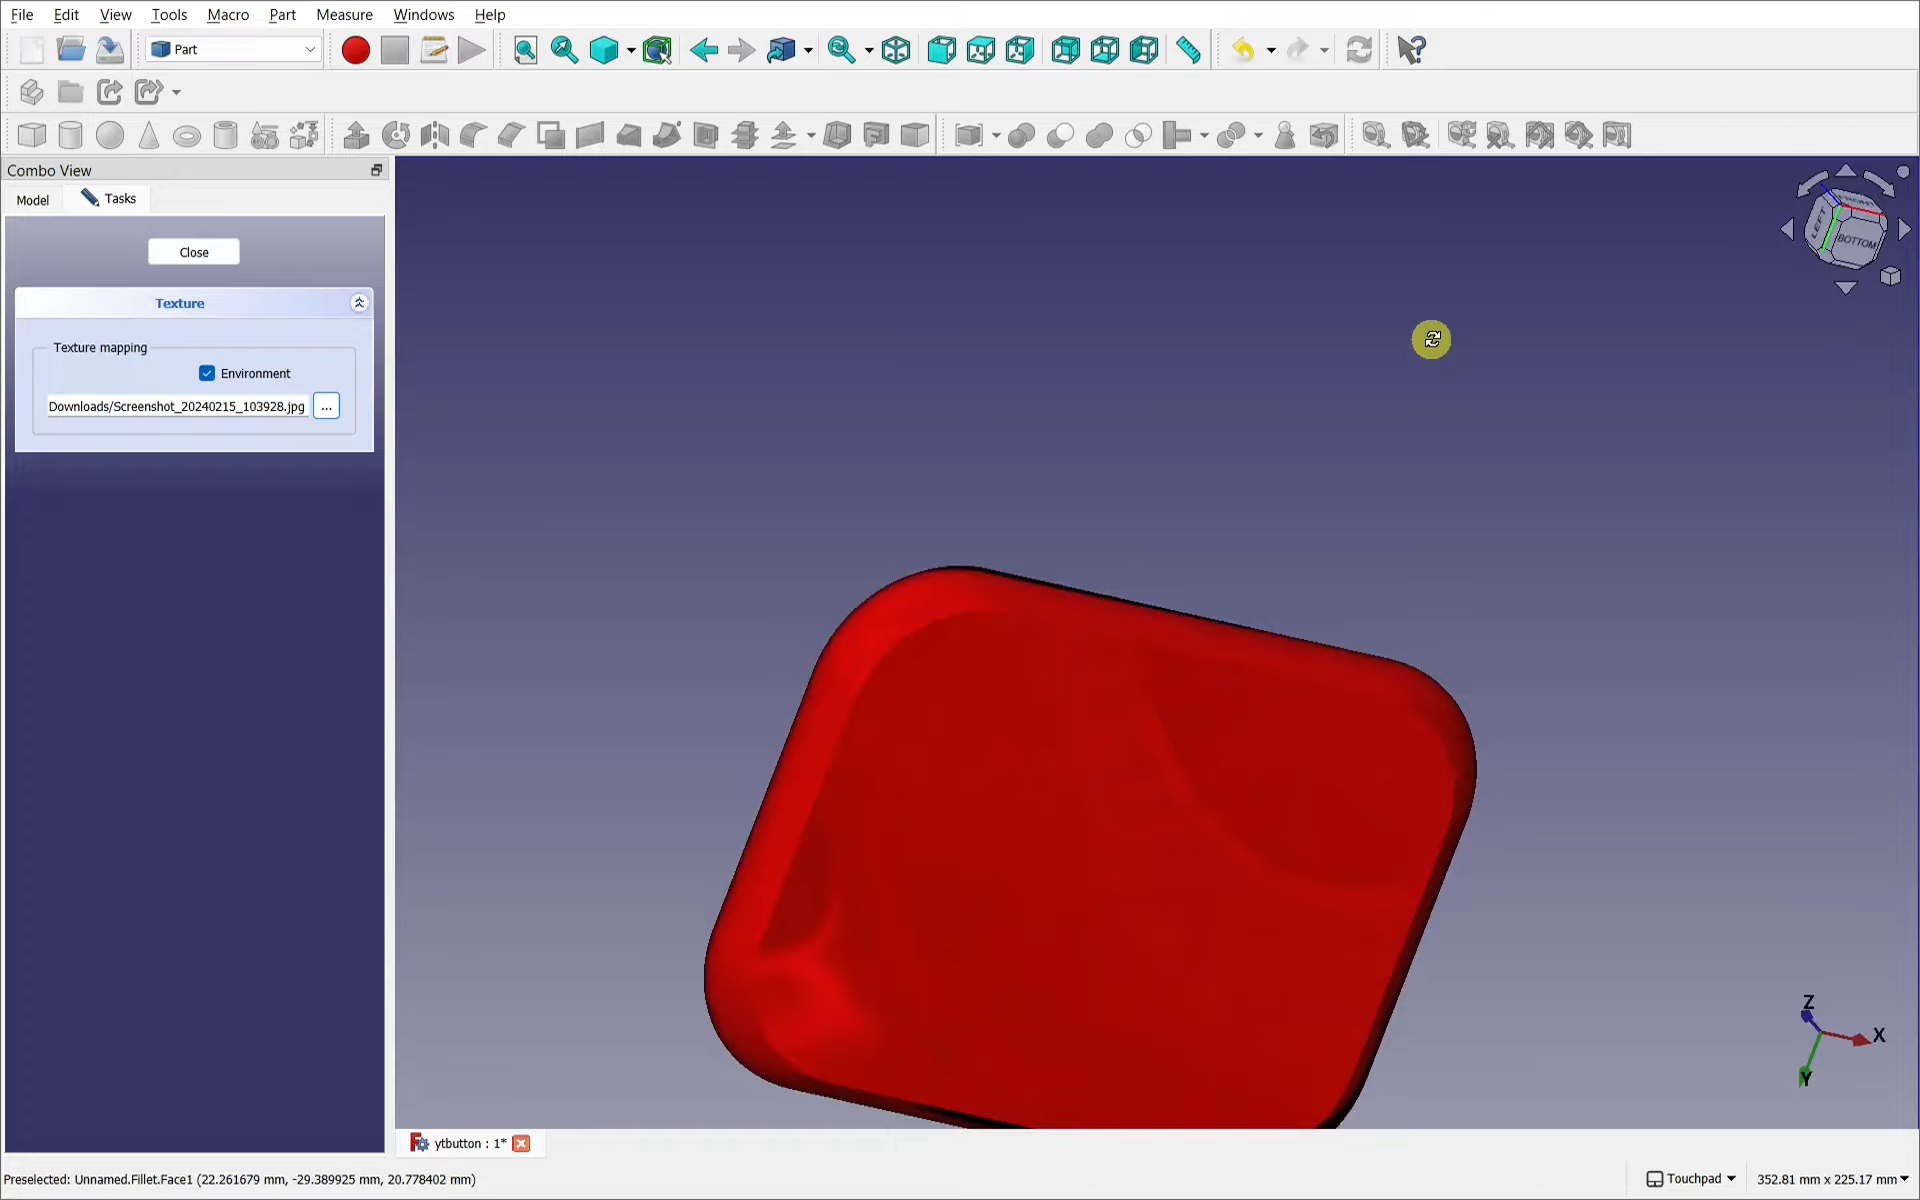 File Edit View Tools Macro Part Measure Windows Help
Part
Combo View
Model Tasks
Close
Texture
Texture mapping
Environment
Downloads/Screenshot_20240215_103928.jpg ...
FRONT
LEFT
BOTTOM
Z
X
Y
ytbutton : 1*
Preselected: Unnamed.Fillet.Face1 (22.261679 mm, -29.389925 mm, 20.778402 mm)
Touchpad 352.81 mm x 225.17 mm